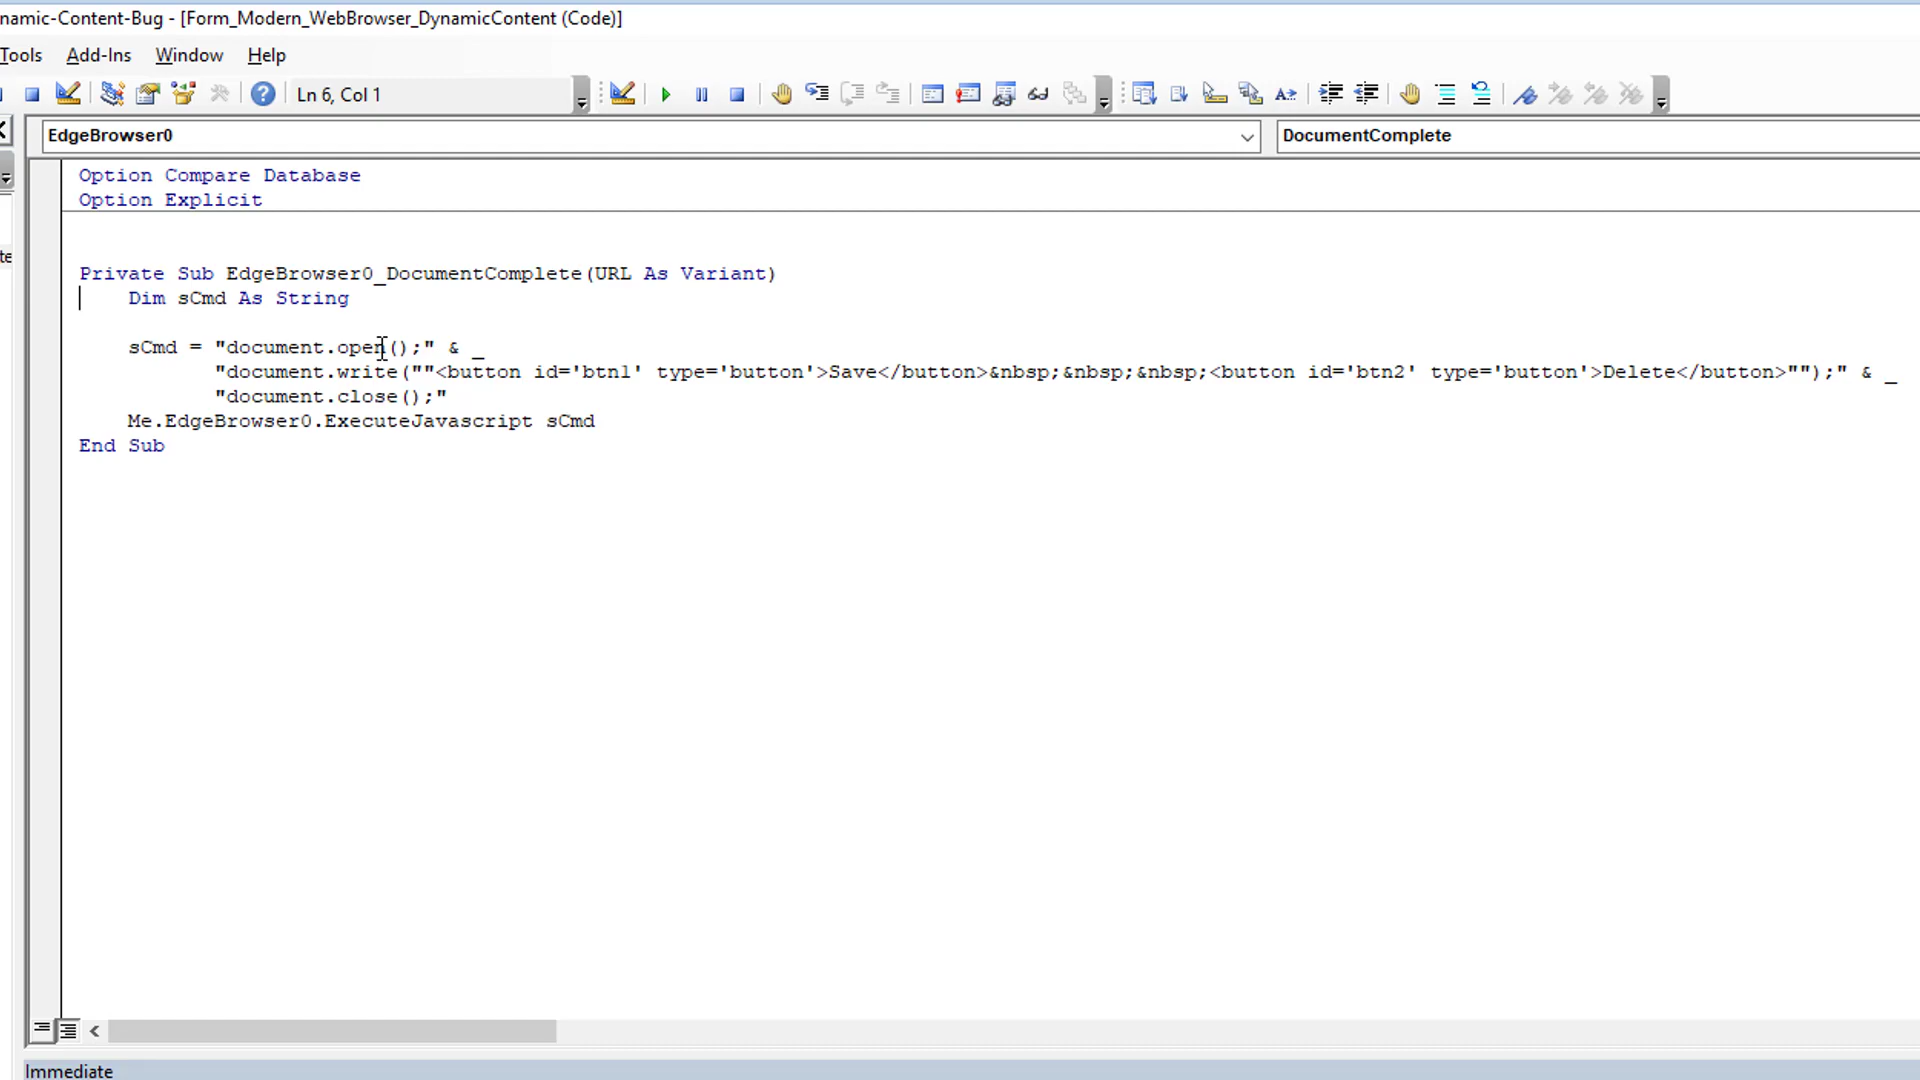 namic-Content-Bug - [Form_Modern_WebBrowser_DynamicContent (Code)]
Tools Add-Ins Window Help
Ln 6, Col 1
EdgeBrowser0 DocumentComplete
Option Compare Database
Option Explicit
te
Private Sub EdgeBrowser0_DocumentComplete(URL As Variant)
Dim sCmd As String
sCmd = "document.open();" & _
"document.write(""<button id='btn1' type='button'>Save</button>&nbsp;&nbsp;&nbsp;<button id='btn2' type='button'>Delete</button>"");" & _
"document.close();"
Me.EdgeBrowser0.ExecuteJavascript sCmd
End Sub
Immediate